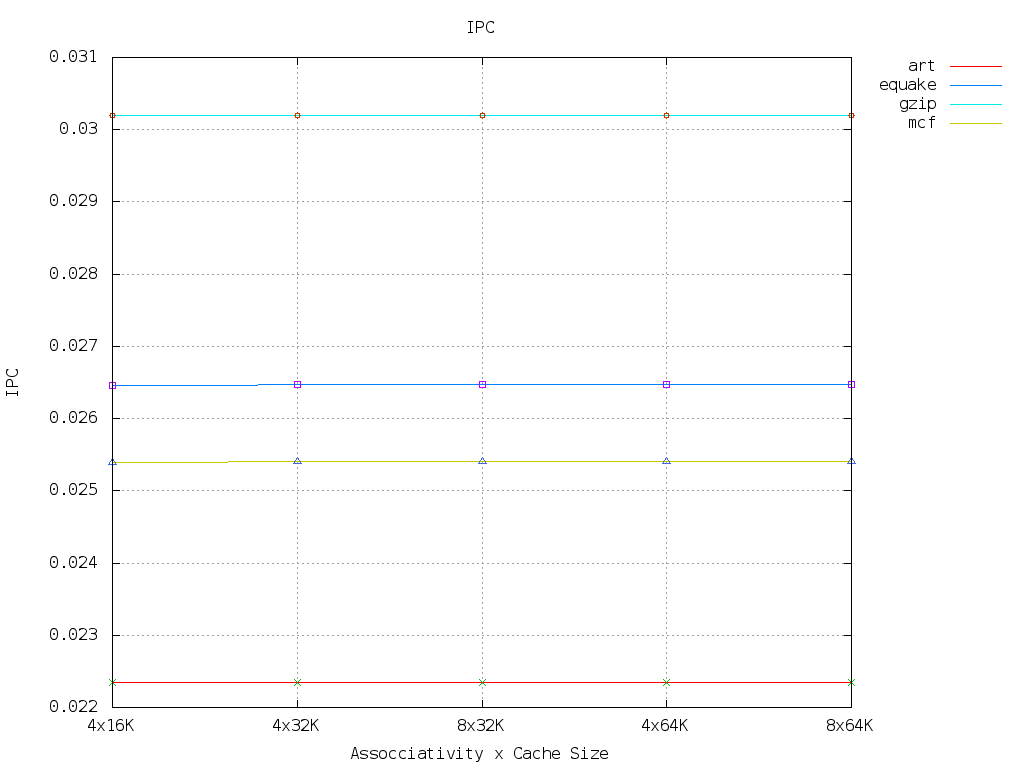 IPC
0.031
0.03
0.029
0.028
0.027
0.026
0.025
0.024
0.023
0.022
IPC
4x16K 4x32K 8x32K 4x64K 8x64K
Assocciativity x Cache Size
art
equake
gzip
mcf